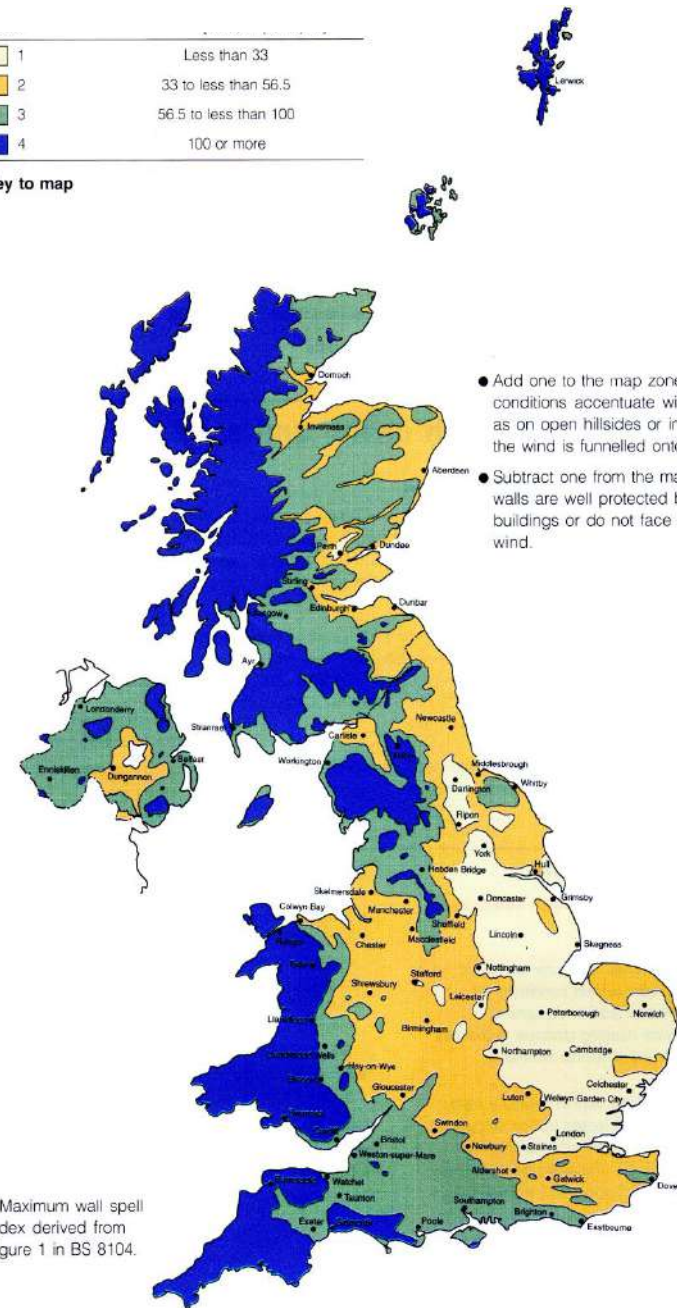 1 Less than 33
2 33 to less than 56.5
3 56.5 to less than 100
4 100 or more
ey to map
Lerwick
● Add one to the map zone
conditions accentuate wi
as on open hillsides or i
the wind is funnelled onto
● Subtract one from the ma
walls are well protected b
buildings or do not face
wind.
Dornoch
Inverness
Aberdeen
Perth
Dundee
Stirling
Edinburgh
Dunbar
Ayr
Londonderry
Stranraer
Newcastle
Carlisle
Belfast
Enniskillen
Dungannon
Workington
Middlesbrough
Whitby
Darlington
Ripon
York
Hull
Hebden Bridge
Skelmersdale
Doncaster
Grimsby
Manchester
Colwyn Bay
Sheffield
Lincoln
Chester
Macclesfield
Skegness
Nottingham
Stafford
Shrewsbury
Leicester
Peterborough
Norwich
Birmingham
Northampton
Cambridge
Hay-on-Wye
Gloucester
Colchester
Luton
Welwyn Garden City
Swindon
London
Bristol
Newbury
Staines
Weston-super-Mare
Aldershot
Watchet
Gatwick
Dove
Taunton
Southampton
Brighton
Exeter
Poole
Eastbourne
Maximum wall spell
dex derived from
gure 1 in BS 8104.